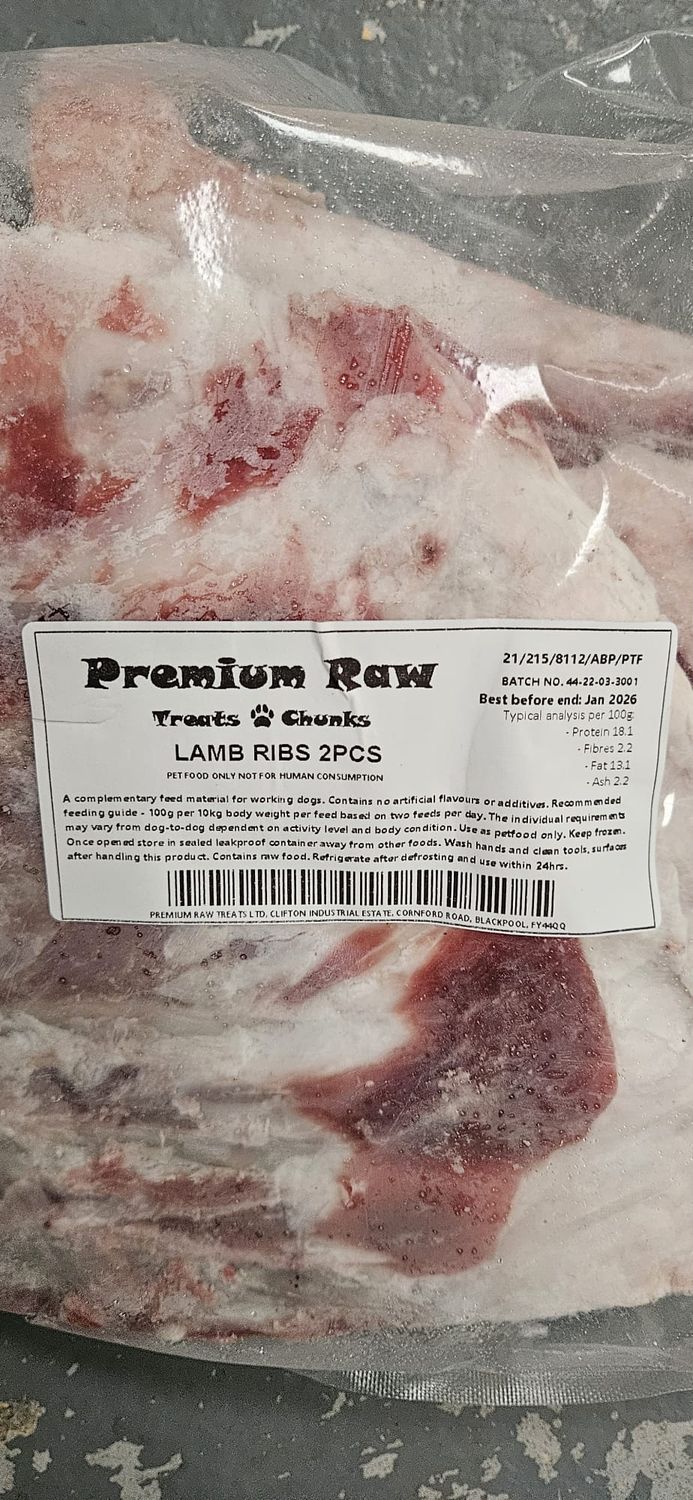 Premium Raw
Treats Chunks
LAMB RIBS 2PCS
PET FOOD ONLY NOT FOR HUMAN CONSUMPTION
21/215/8112/ABP/PTF
BATCH NO. 44-22-03-3001
Best before end: Jan 2026
Typical analysis per 100g:
- Protein 18.1
- Fibres 2.2
- Fat 13.1
- Ash 2.2
A complementary feed material for working dogs. Contains no artificial flavours or additives. Recommended
feeding guide - 100g per 10kg body weight per feed based on two feeds per day. The individual requirements
may vary from dog-to-dog dependent on activity level and body condition. Use as petfood only. Keep frozen.
Once opened store in sealed leakproof container away from other foods. Wash hands and clean tools, surfaces
after handling this product. Contains raw food. Refrigerate after defrosting and use within 24hrs.
PREMIUM RAW TREATS LTD, CLIFTON INDUSTRIAL ESTATE, CORNFORD ROAD, BLACKPOOL, FY44QQ